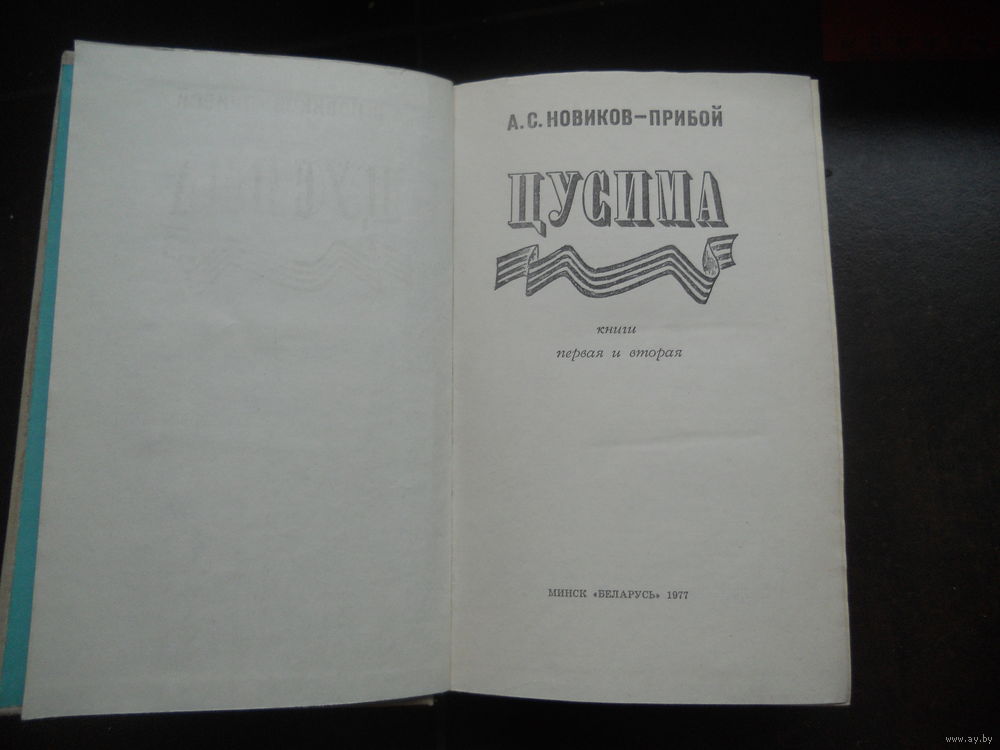 А.С. НОВИКОВ-ПРИБОЙ
ЦУСИМА
книги
первая и вторая
МИНСК «БЕЛАРУСЬ» 1977
www.ay.by